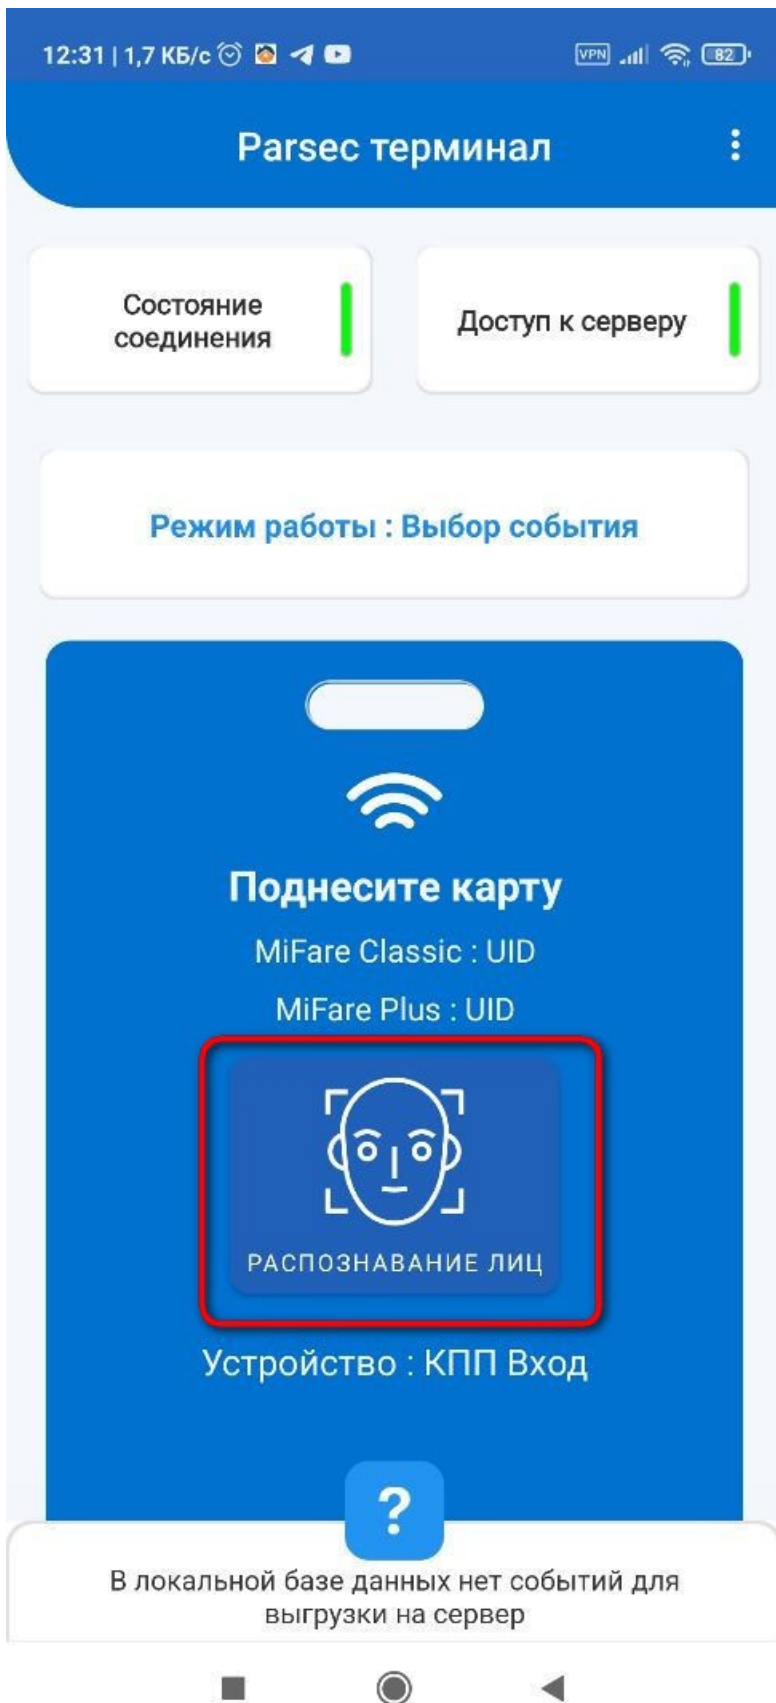 12:31 | 1,7 КБ/с VPN 82
Parsec терминал
Состояние
соединения
Доступ к серверу
Режим работы : Выбор события
Поднесите карту
MiFare Classic : UID
MiFare Plus : UID
РАСПОЗНАВАНИЕ ЛИЦ
Устройство : КПП Вход
?
В локальной базе данных нет событий для
выгрузки на сервер